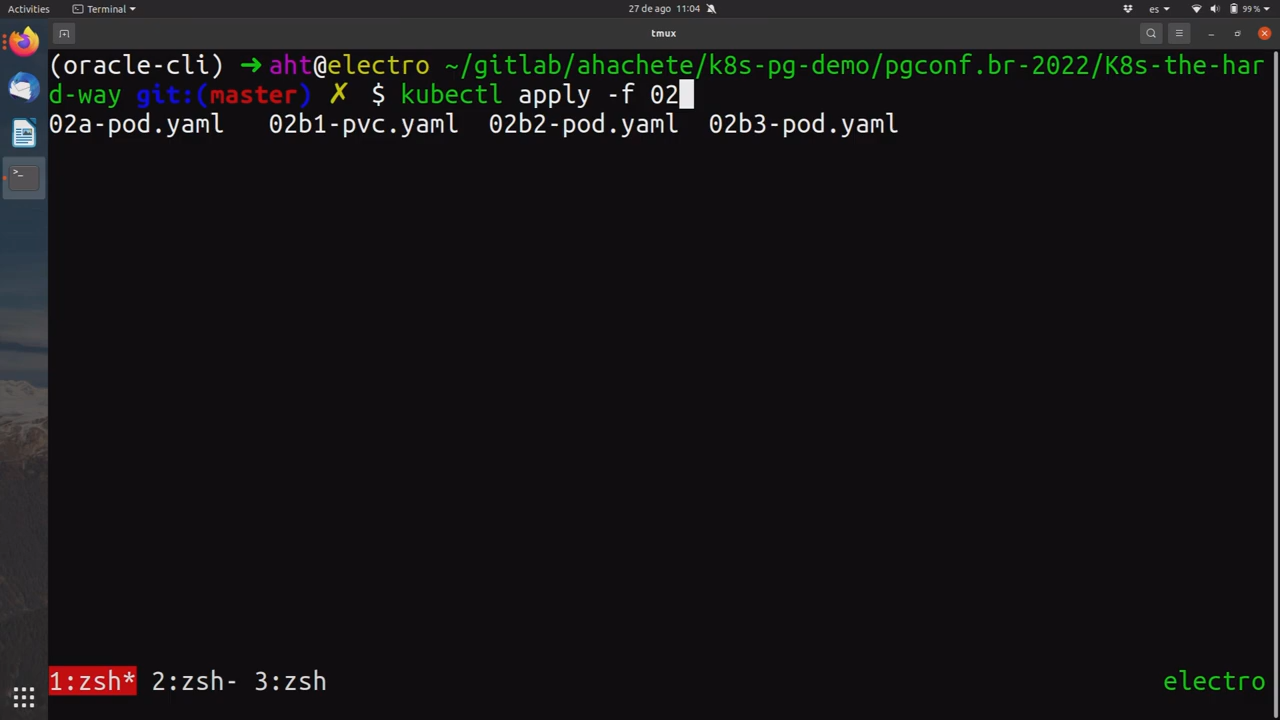 Activities Terminal 27 de ago 11:04 es 99 %
tmux
(oracle-cli) ➜ aht@electro ~/gitlab/ahachete/k8s-pg-demo/pgconf.br-2022/K8s-the-har
d-way git:(master) ✗ $ kubectl apply -f 02
02a-pod.yaml 02b1-pvc.yaml 02b2-pod.yaml 02b3-pod.yaml
1:zsh* 2:zsh- 3:zsh electro